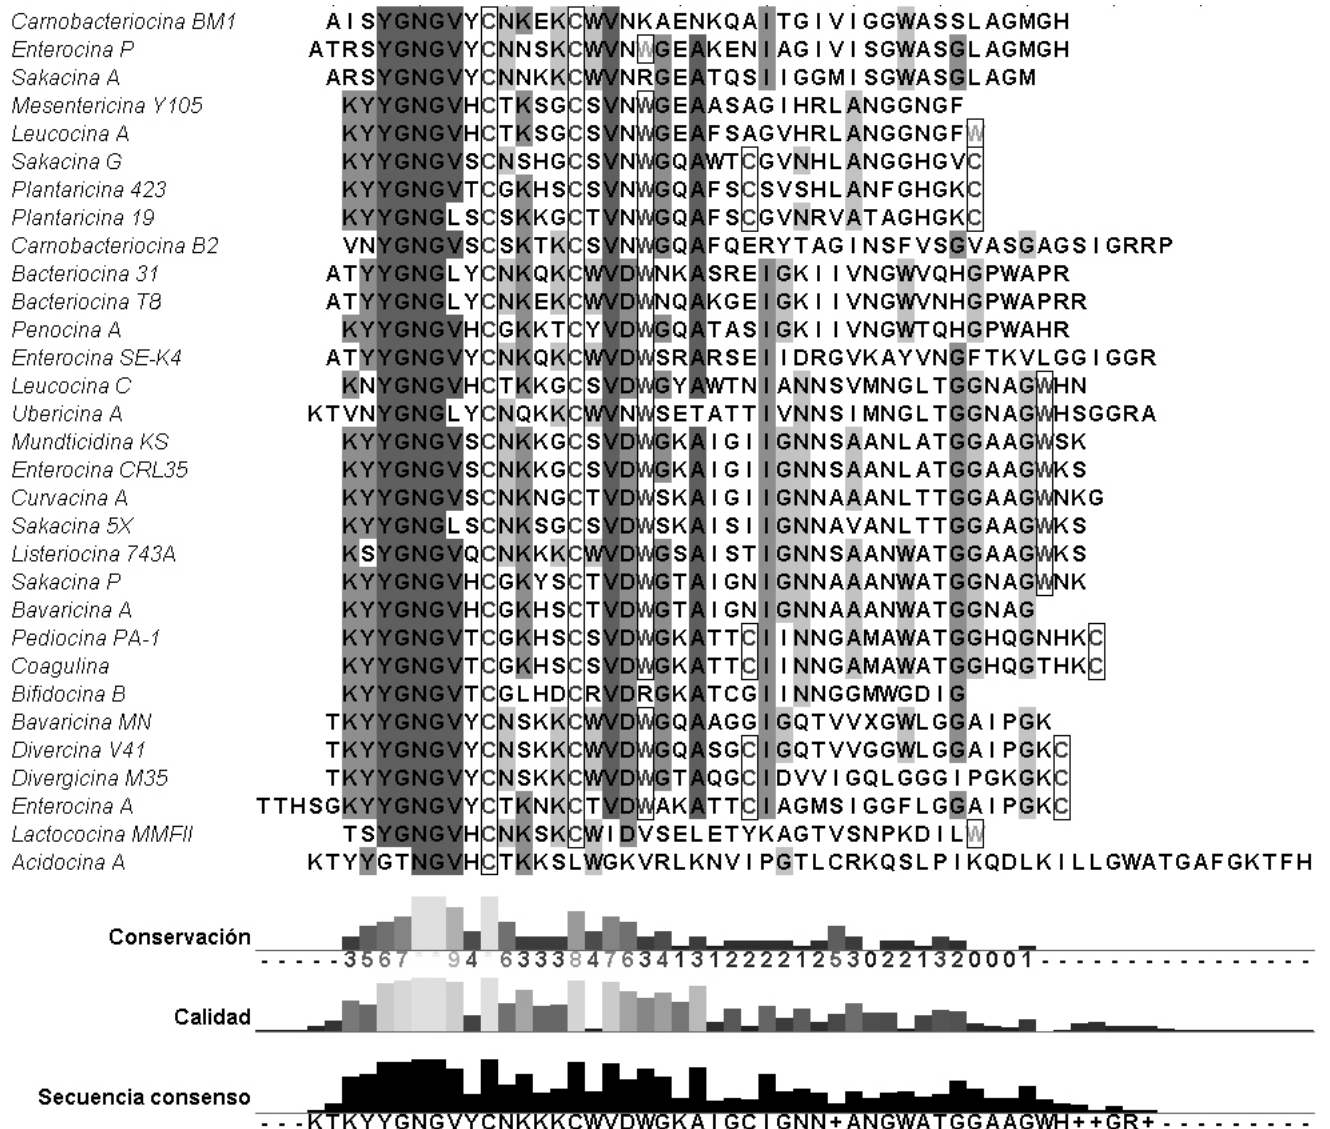 Carnobacteriocina BM1 AISYGNGVYCNKEKCWVNKAENKQAITGIVIGGWASSLAGMGH
Enterocina P ATRSYGNGVYCNNSKCWVNWGEAKENIAGIVISGWASGLAGMGH
Sakacina A ARSYGNGVYCNNKKCWVNRGEATQSIIGGMISGWASGLAGM
Mesentericina Y105 KYYGNGVHCTKSGCSVNWGEAASAGIHRLANGGNGF
Leucocina A KYYGNGVHCTKSGCSVNWGEAFSAGVHRLANGGNGFW
Sakacina G KYYGNGVSCNSHGCSVNWGQAWTCGVNHLANGGHGVC
Plantaricina 423 KYYGNGVTCGKHSCSVNWGQAFSCSVSHLANFGHGKC
Plantaricina 19 KYYGNGLSCSKKGCTVNWGQAFSCGVNRVATAGHGKC
Carnobacteriocina B2 VNYGNGVSCSKTKCSVNWGQAFQERYTAGINSFVSGVASGAGSIGRRP
Bacteriocina 31 ATYYGNGLYCNKQKCWVDWNKASREIGKIIVNGWVQHGPWAPR
Bacteriocina T8 ATYYGNGLYCNKEKCWVDWNQAKGEIGKIIVNGWVNHGPWAPRR
Penocina A KYYGNGVHCGKKTCYVDWGQATASIGKIIVNGWTQHGPWAHR
Enterocina SE-K4 ATYYGNGVYCNKQKCWVDWSRARSEIIDRGVKAYVNGFTKVLGGIGGR
Leucocina C KNYGNGVHCTKKGCSVDWGYAWTNIANNSVMNGLTGGNAGWHN
Ubericina A KTVNYGNGLYCNQKKCWVNWSETATTIVNNSIMNGLTGGNAGWHSGGRA
Mundticidina KS KYYGNGVSCNKKGCSVDWGKAIGIIGNNSAANLATGGAAGWSK
Enterocina CRL35 KYYGNGVSCNKKGCSVDWGKAIGIIGNNSAANLATGGAAGWKS
Curvacina A KYYGNGVSCNKNGCTVDWSKAIGIIGNNAAANLTTGGAAGWNKG
Sakacina 5X KYYGNGLSCNKSGCSVDWSKAISIIGNNAVANLTTGGAAGWKS
Listeriocina 743A KSYGNGVQCNKKKCWVDWGSAISTIGNNSAANWATGGAAGWKS
Sakacina P KYYGNGVHCGKYSCTVDWGTAIGNIGNNAAANWATGGNAGWNK
Bavaricina A KYYGNGVHCGKHSCTVDWGTAIGNIGNNAAANWATGGNAG
Pediocina PA-1 KYYGNGVTCGKHSCSVDWGKATTCIINNGAMAWATGGHQGNHKC
Coagulina KYYGNGVTCGKHSCSVDWGKATTCIINNGAMAWATGGHQGTHKC
Bifidocina B KYYGNGVTCGLHDCRVDRGKATCGIINNGGMWGDIG
Bavaricina MN TKYYGNGVYCNSKKCWVDWGQAAGGIGQTVVXGWLGGAIPGK
Divercina V41 TKYYGNGVYCNSKKCWVDWGQASGCIGQTVVGGWLGGAIPGKC
Divergicina M35 TKYYGNGVYCNSKKCWVDWGTAQGCIDVVIGQLGGGIPGKGKC
Enterocina A TTHSGKYYGNGVYCTKNKCTVDWAKATTCIAGMSIGGFLGGAIPGKC
Lactococina MMFII TSYGNGVHCNKSKCWIDVSELETYKAGTVSNPKDILW
Acidocina A KTYYGTNGVHCTKKSLWGKVRLKNVIPGTLCRKQSLPIKQDLKILLGWATGAFGKTFH
Conservación
-----3567**94*63338476341312222212530221320001----------------
Calidad
Secuencia consenso
---KTKYYGNGVYCNKKKCWVDWGKAIGCIGNN+ANGWATGGAAGWH++GR+---------